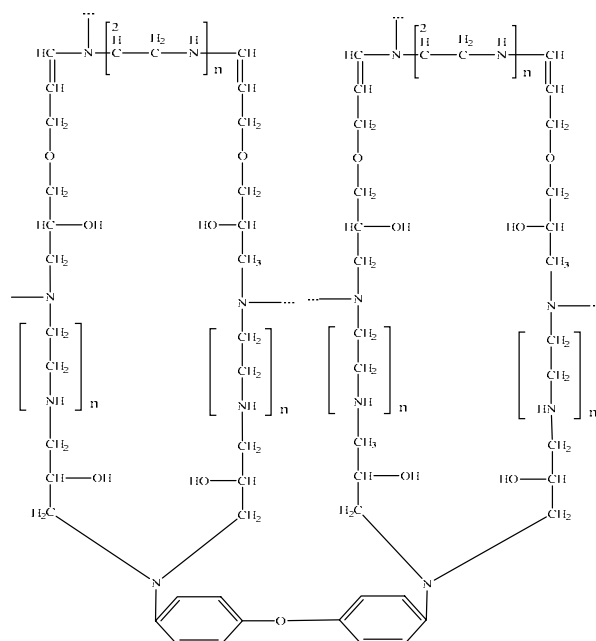 ... ...
2 2
H H₂ H H H₂ H
HC N C C N CH HC N C C N CH
n n
CH CH CH CH
CH₂ CH₂ CH₂ CH₂
O O O O
CH₂ CH₂ CH₂ CH₂
HC OH HO CH HC OH HO CH
CH₂ CH₃ CH₂ CH₃
N N ... ... N N ...
CH₂ CH₂ CH₂ CH₂
CH₂ CH₂ CH₂ CH₂
NH NH NH HN
n n n n
CH₂ CH₂ CH₃ CH₂
CH OH HO CH CH OH HO CH
H₂C CH₂ H₂C CH₂
N N
O